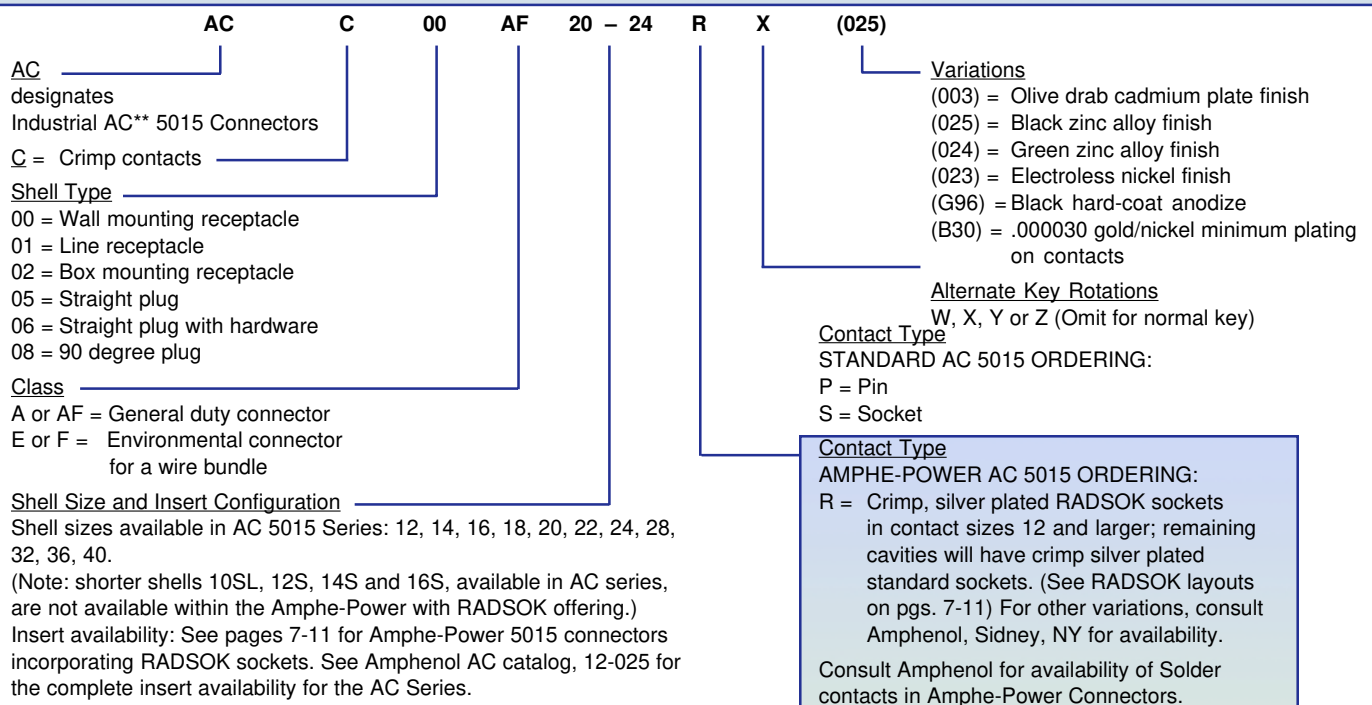 AC C 00 AF 20 – 24 R X (025)
AC
designates
Industrial AC** 5015 Connectors
C = Crimp contacts
Shell Type
00 = Wall mounting receptacle
01 = Line receptacle
02 = Box mounting receptacle
05 = Straight plug
06 = Straight plug with hardware
08 = 90 degree plug
Class
A or AF = General duty connector
E or F = Environmental connector
for a wire bundle
Shell Size and Insert Configuration
Shell sizes available in AC 5015 Series: 12, 14, 16, 18, 20, 22, 24, 28,
32, 36, 40.
(Note: shorter shells 10SL, 12S, 14S and 16S, available in AC series,
are not available within the Amphe-Power with RADSOK offering.)
Insert availability: See pages 7-11 for Amphe-Power 5015 connectors
incorporating RADSOK sockets. See Amphenol AC catalog, 12-025 for
the complete insert availability for the AC Series.
Variations
(003) = Olive drab cadmium plate finish
(025) = Black zinc alloy finish
(024) = Green zinc alloy finish
(023) = Electroless nickel finish
(G96) = Black hard-coat anodize
(B30) = .000030 gold/nickel minimum plating
on contacts
Alternate Key Rotations
W, X, Y or Z (Omit for normal key)
Contact Type
STANDARD AC 5015 ORDERING:
P = Pin
S = Socket
Contact Type
AMPHE-POWER AC 5015 ORDERING:
R = Crimp, silver plated RADSOK sockets
in contact sizes 12 and larger; remaining
cavities will have crimp silver plated
standard sockets. (See RADSOK layouts
on pgs. 7-11) For other variations, consult
Amphenol, Sidney, NY for availability.
Consult Amphenol for availability of Solder
contacts in Amphe-Power Connectors.